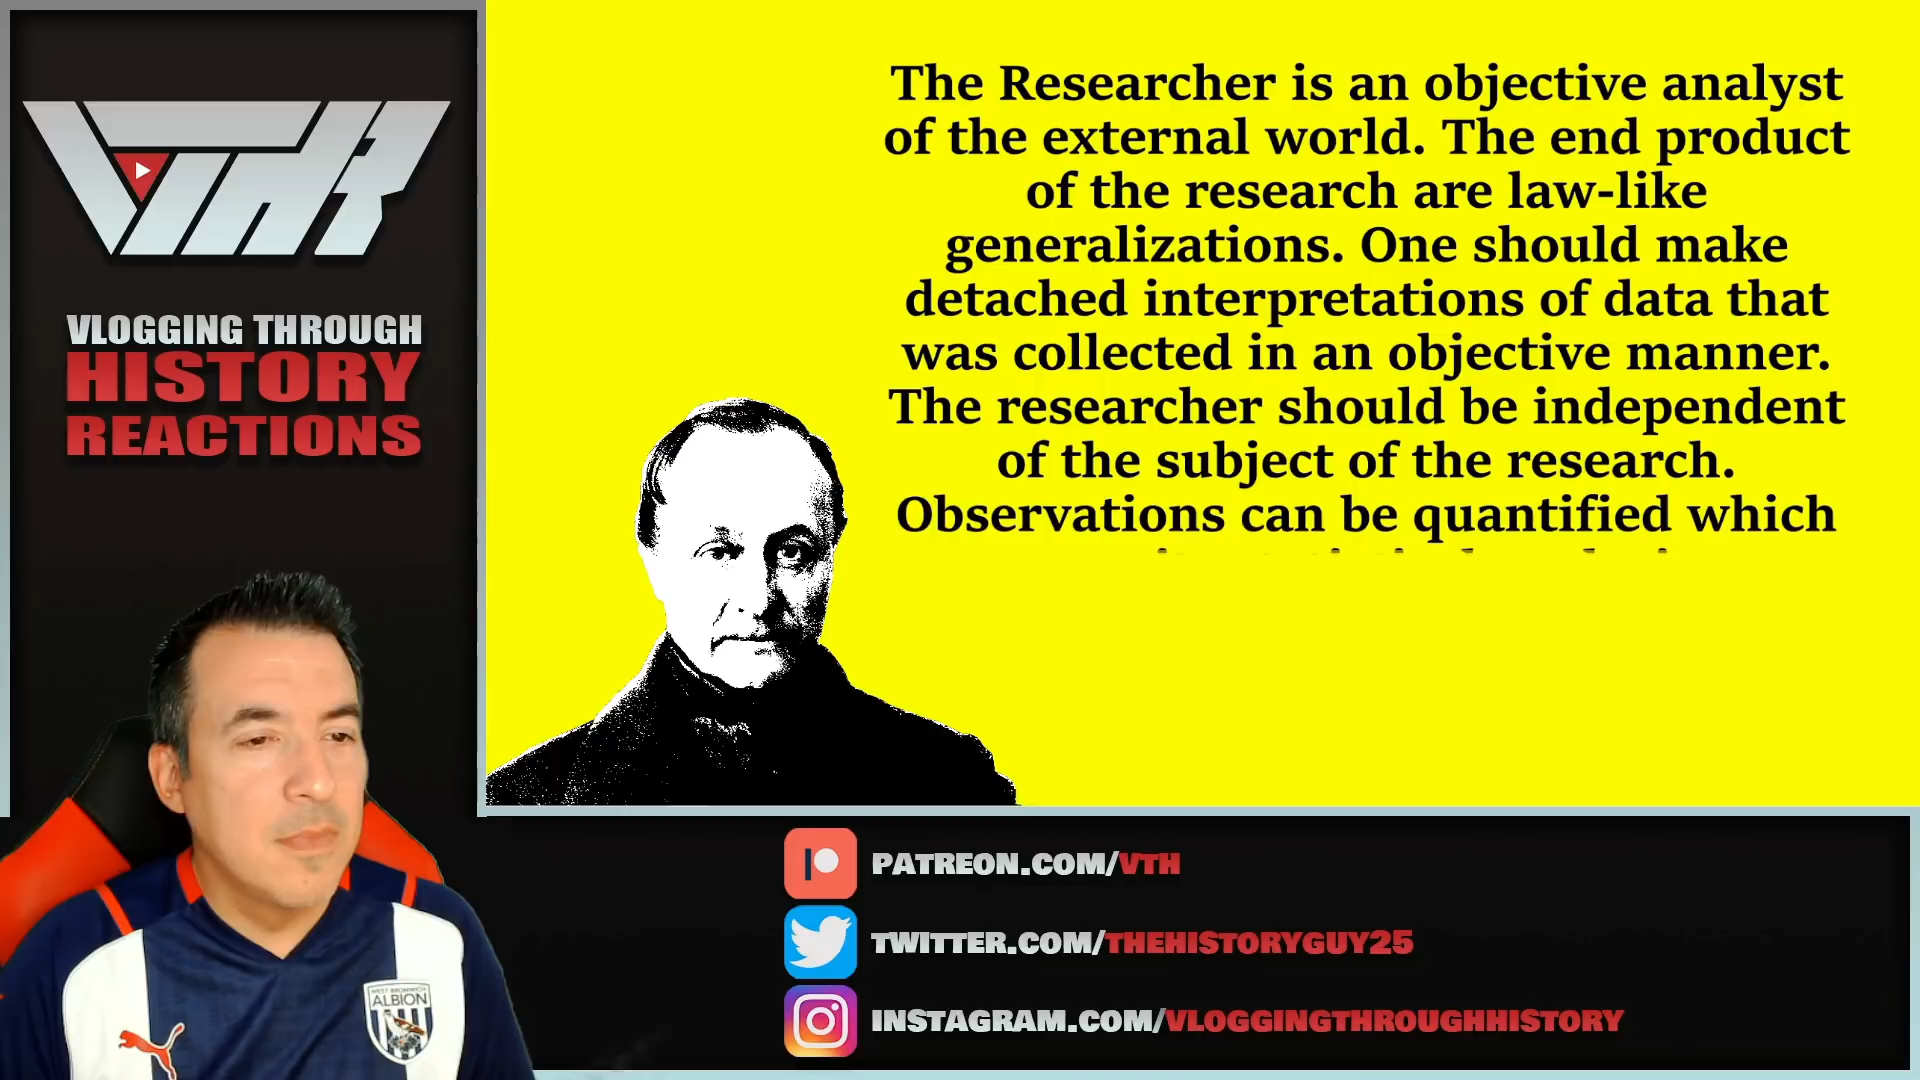 VTHR
VLOGGING THROUGH
HISTORY
REACTIONS
The Researcher is an objective analyst
of the external world. The end product
of the research are law-like
generalizations. One should make
detached interpretations of data that
was collected in an objective manner.
The researcher should be independent
of the subject of the research.
Observations can be quantified which
WEST BROMWICH
ALBION
PATREON.COM/VTH
TWITTER.COM/THEHISTORYGUY25
INSTAGRAM.COM/VLOGGINGTHROUGHHISTORY